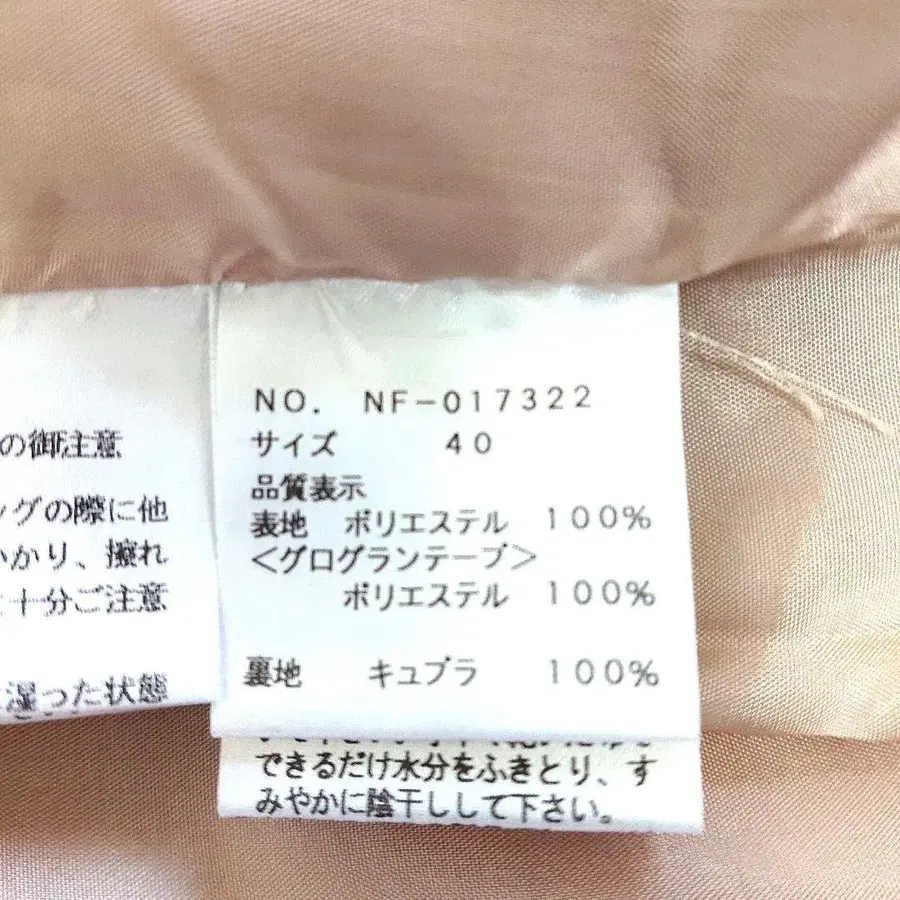 NO. NF-017322
サイズ 40
品質表示
表地 ポリエステル 100%
<グログランテープ>
ポリエステル 100%
裏地 キュプラ 100%
できるだけ水分をふきとり、す
みやかに陰干しして下さい。
の御注意
グの際に他
かり、擦れ
十分ご注意
湿った状態